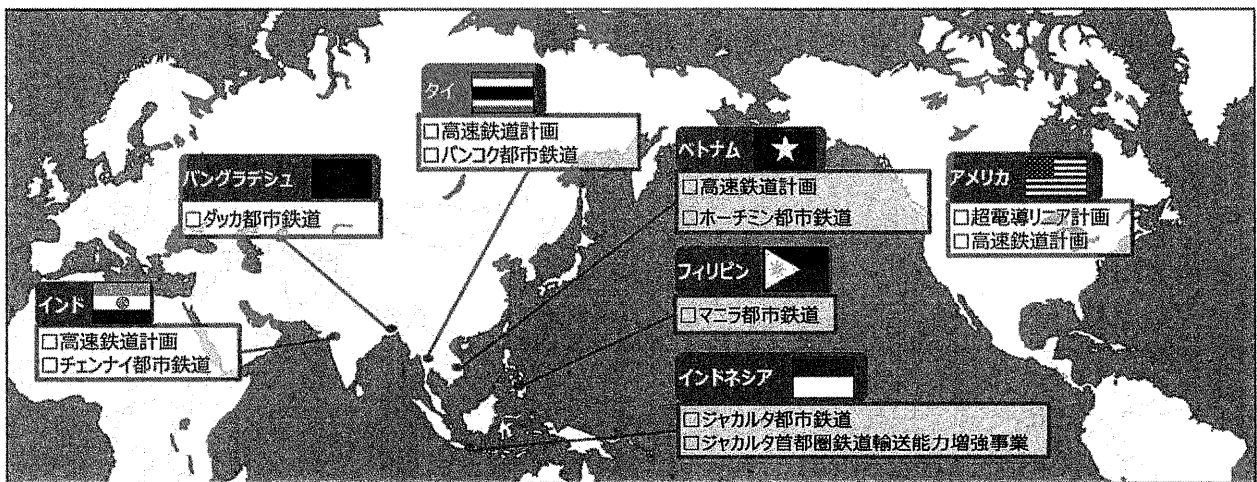 タイ
□高速鉄道計画
□バンコク都市鉄道
バングラデシュ
□ダッカ都市鉄道
インド
□高速鉄道計画
□チェンナイ都市鉄道
ベトナム
□高速鉄道計画
□ホーチミン都市鉄道
フィリピン
□マニラ都市鉄道
インドネシア
□ジャカルタ都市鉄道
□ジャカルタ首都圏鉄道輸送能力増強事業
アメリカ
□超電導リニア計画
□高速鉄道計画